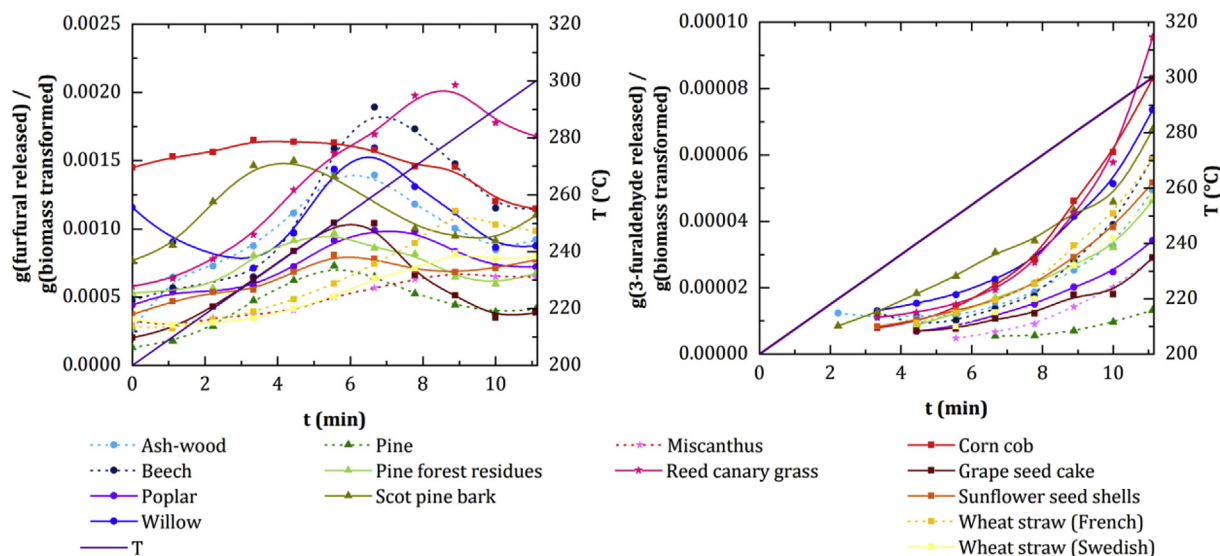 g(furfural released) /
g(biomass transformed)
0.0020
0.0015
0.0010
0.0005
0.0000
0 2 4 6 8 10
t (min)
320
300
280
260
240
220
200
T (°C)
g(3-furaldehyde released) /
g(biomass transformed)
0.00010
0.00008
0.00006
0.00004
0.00002
0.00000
0 2 4 6 8 10
t (min)
320
300
280
260
240
220
200
T (°C)
Ash-wood
Beech
Poplar
Willow
T
Pine
Pine forest residues
Scot pine bark
Miscanthus
Reed canary grass
Corn cob
Grape seed cake
Sunflower seed shells
Wheat straw (French)
Wheat straw (Swedish)